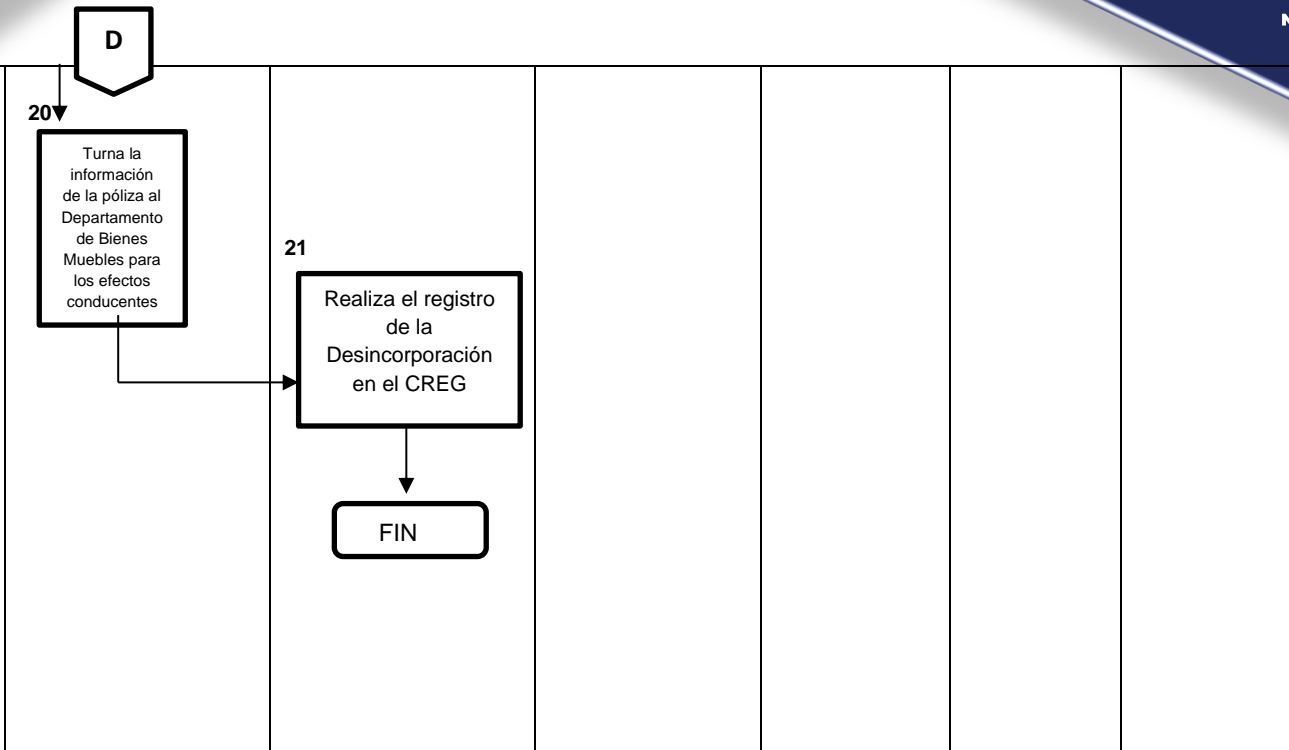 D
20
Turna la
información
de la póliza al
Departamento
de Bienes
Muebles para
los efectos
conducentes
21
Realiza el registro
de la
Desincorporación
en el CREG
FIN